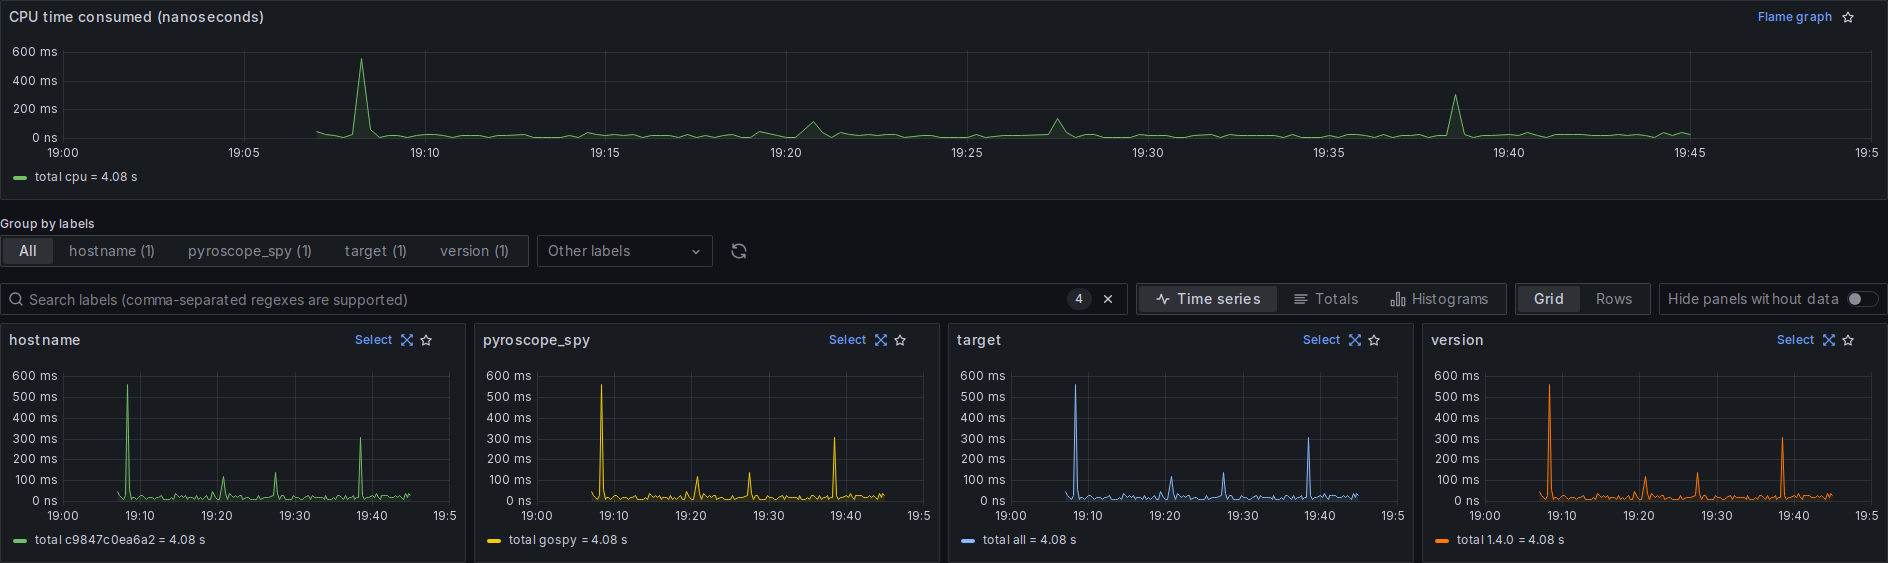 CPU time consumed (nanoseconds) Flame graph
600 ms
400 ms
200 ms
0 ns
19:00 19:05 19:10 19:15 19:20 19:25 19:30 19:35 19:40 19:45 19:5
total cpu = 4.08 s
Group by labels
All hostname (1) pyroscope_spy (1) target (1) version (1) Other labels
Search labels (comma-separated regexes are supported) 4 Time series Totals Histograms Grid Rows Hide panels without data
hostname Select
600 ms
500 ms
400 ms
300 ms
200 ms
100 ms
0 ns
19:00 19:10 19:20 19:30 19:40 19:5
total c9847c0ea6a2 = 4.08 s
pyroscope_spy Select
600 ms
500 ms
400 ms
300 ms
200 ms
100 ms
0 ns
19:00 19:10 19:20 19:30 19:40 19:5
total gospy = 4.08 s
target Select
600 ms
500 ms
400 ms
300 ms
200 ms
100 ms
0 ns
19:00 19:10 19:20 19:30 19:40 19:5
total all = 4.08 s
version Select
600 ms
500 ms
400 ms
300 ms
200 ms
100 ms
0 ns
19:00 19:10 19:20 19:30 19:40 19:5
total 1.4.0 = 4.08 s